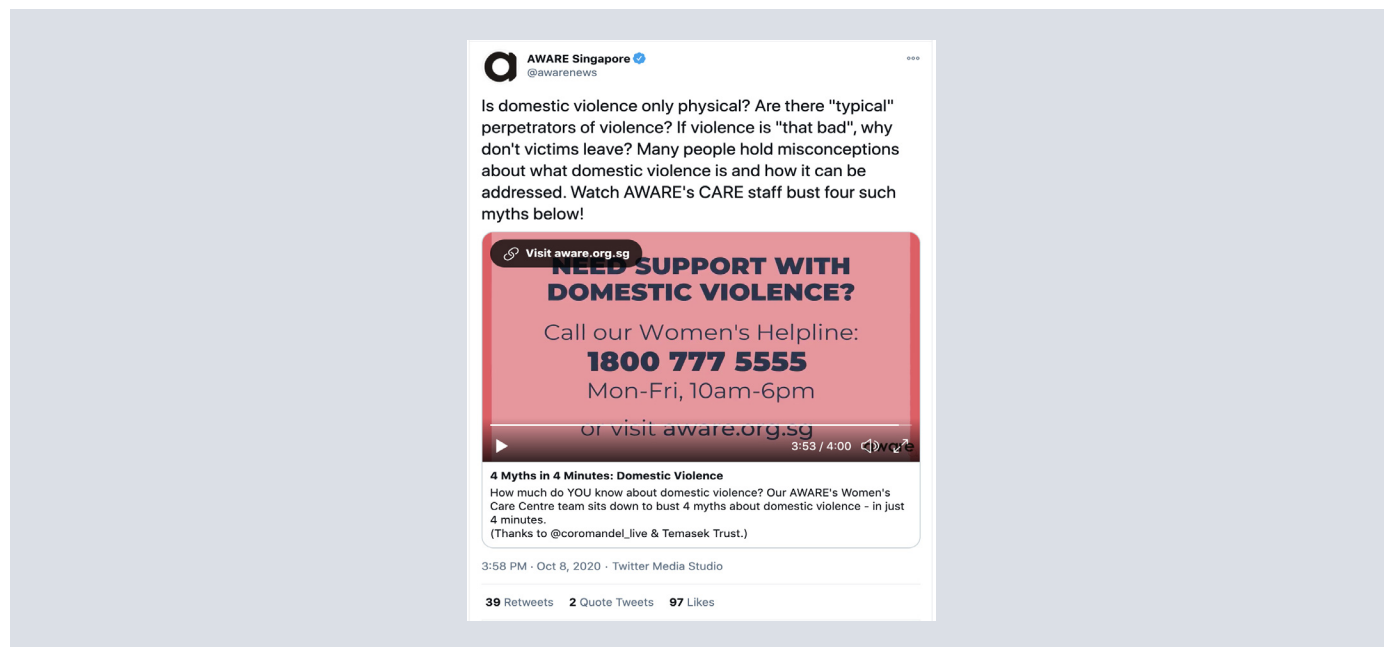 AWARE Singapore
@awarenews
Is domestic violence only physical? Are there "typical"
perpetrators of violence? If violence is "that bad", why
don't victims leave? Many people hold misconceptions
about what domestic violence is and how it can be
addressed. Watch AWARE's CARE staff bust four such
myths below!
Visit aware.org.sg
NEED SUPPORT WITH
DOMESTIC VIOLENCE?
Call our Women's Helpline:
1800 777 5555
Mon-Fri, 10am-6pm
or visit aware.org.sg
3:53 / 4:00
aware
4 Myths in 4 Minutes: Domestic Violence
How much do YOU know about domestic violence? Our AWARE's Women's
Care Centre team sits down to bust 4 myths about domestic violence - in just
4 minutes.
(Thanks to @coromandel_live & Temasek Trust.)
3:58 PM · Oct 8, 2020 · Twitter Media Studio
39 Retweets 2 Quote Tweets 97 Likes